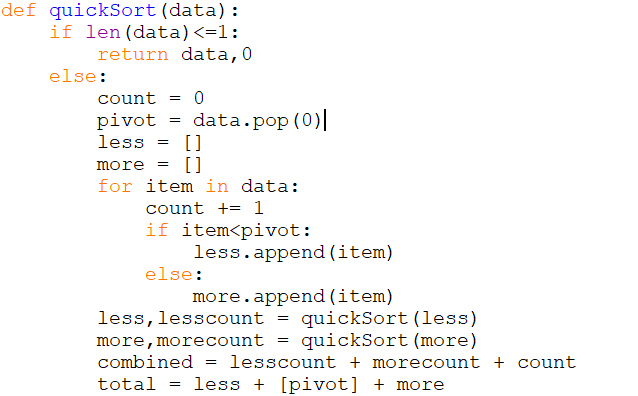 def quickSort(data):
    if len(data)<=1:
        return data,0
    else:
        count = 0
        pivot = data.pop(0)
        less = []
        more = []
        for item in data:
            count += 1
            if item<pivot:
                less.append(item)
            else:
                more.append(item)
        less,lesscount = quickSort(less)
        more,morecount = quickSort(more)
        combined = lesscount + morecount + count
        total = less + [pivot] + more